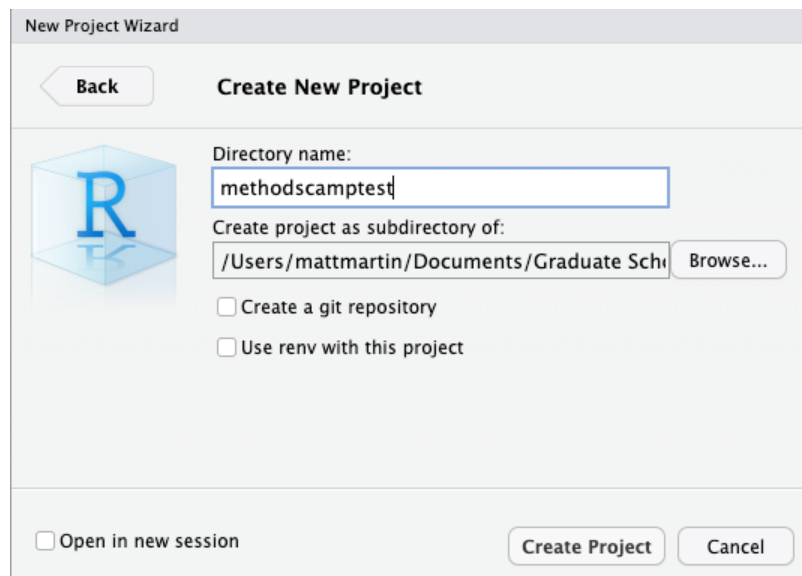 New Project Wizard
Back
Create New Project
R
Directory name:
methodscamptest
Create project as subdirectory of:
/Users/mattmartin/Documents/Graduate Sch
Browse...
Create a git repository
Use renv with this project
Open in new session
Create Project
Cancel